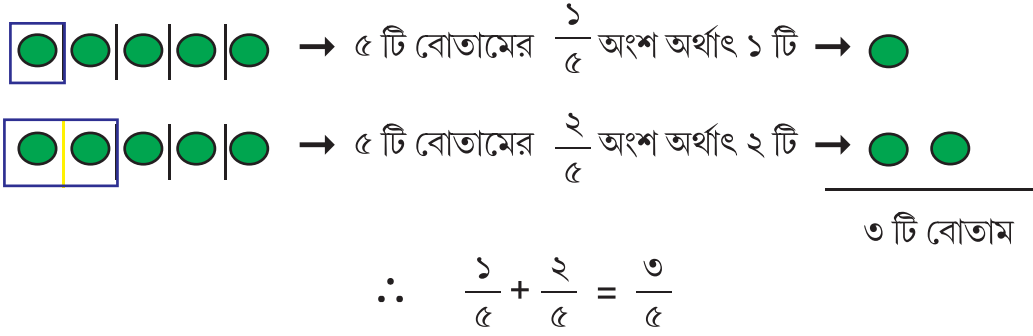 → ৫ টি বোতামের ১/৫ অংশ অর্থাৎ ১ টি →
→ ৫ টি বোতামের ২/৫ অংশ অর্থাৎ ২ টি →
৩ টি বোতাম
∴ ১/৫ + ২/৫ = ৩/৫